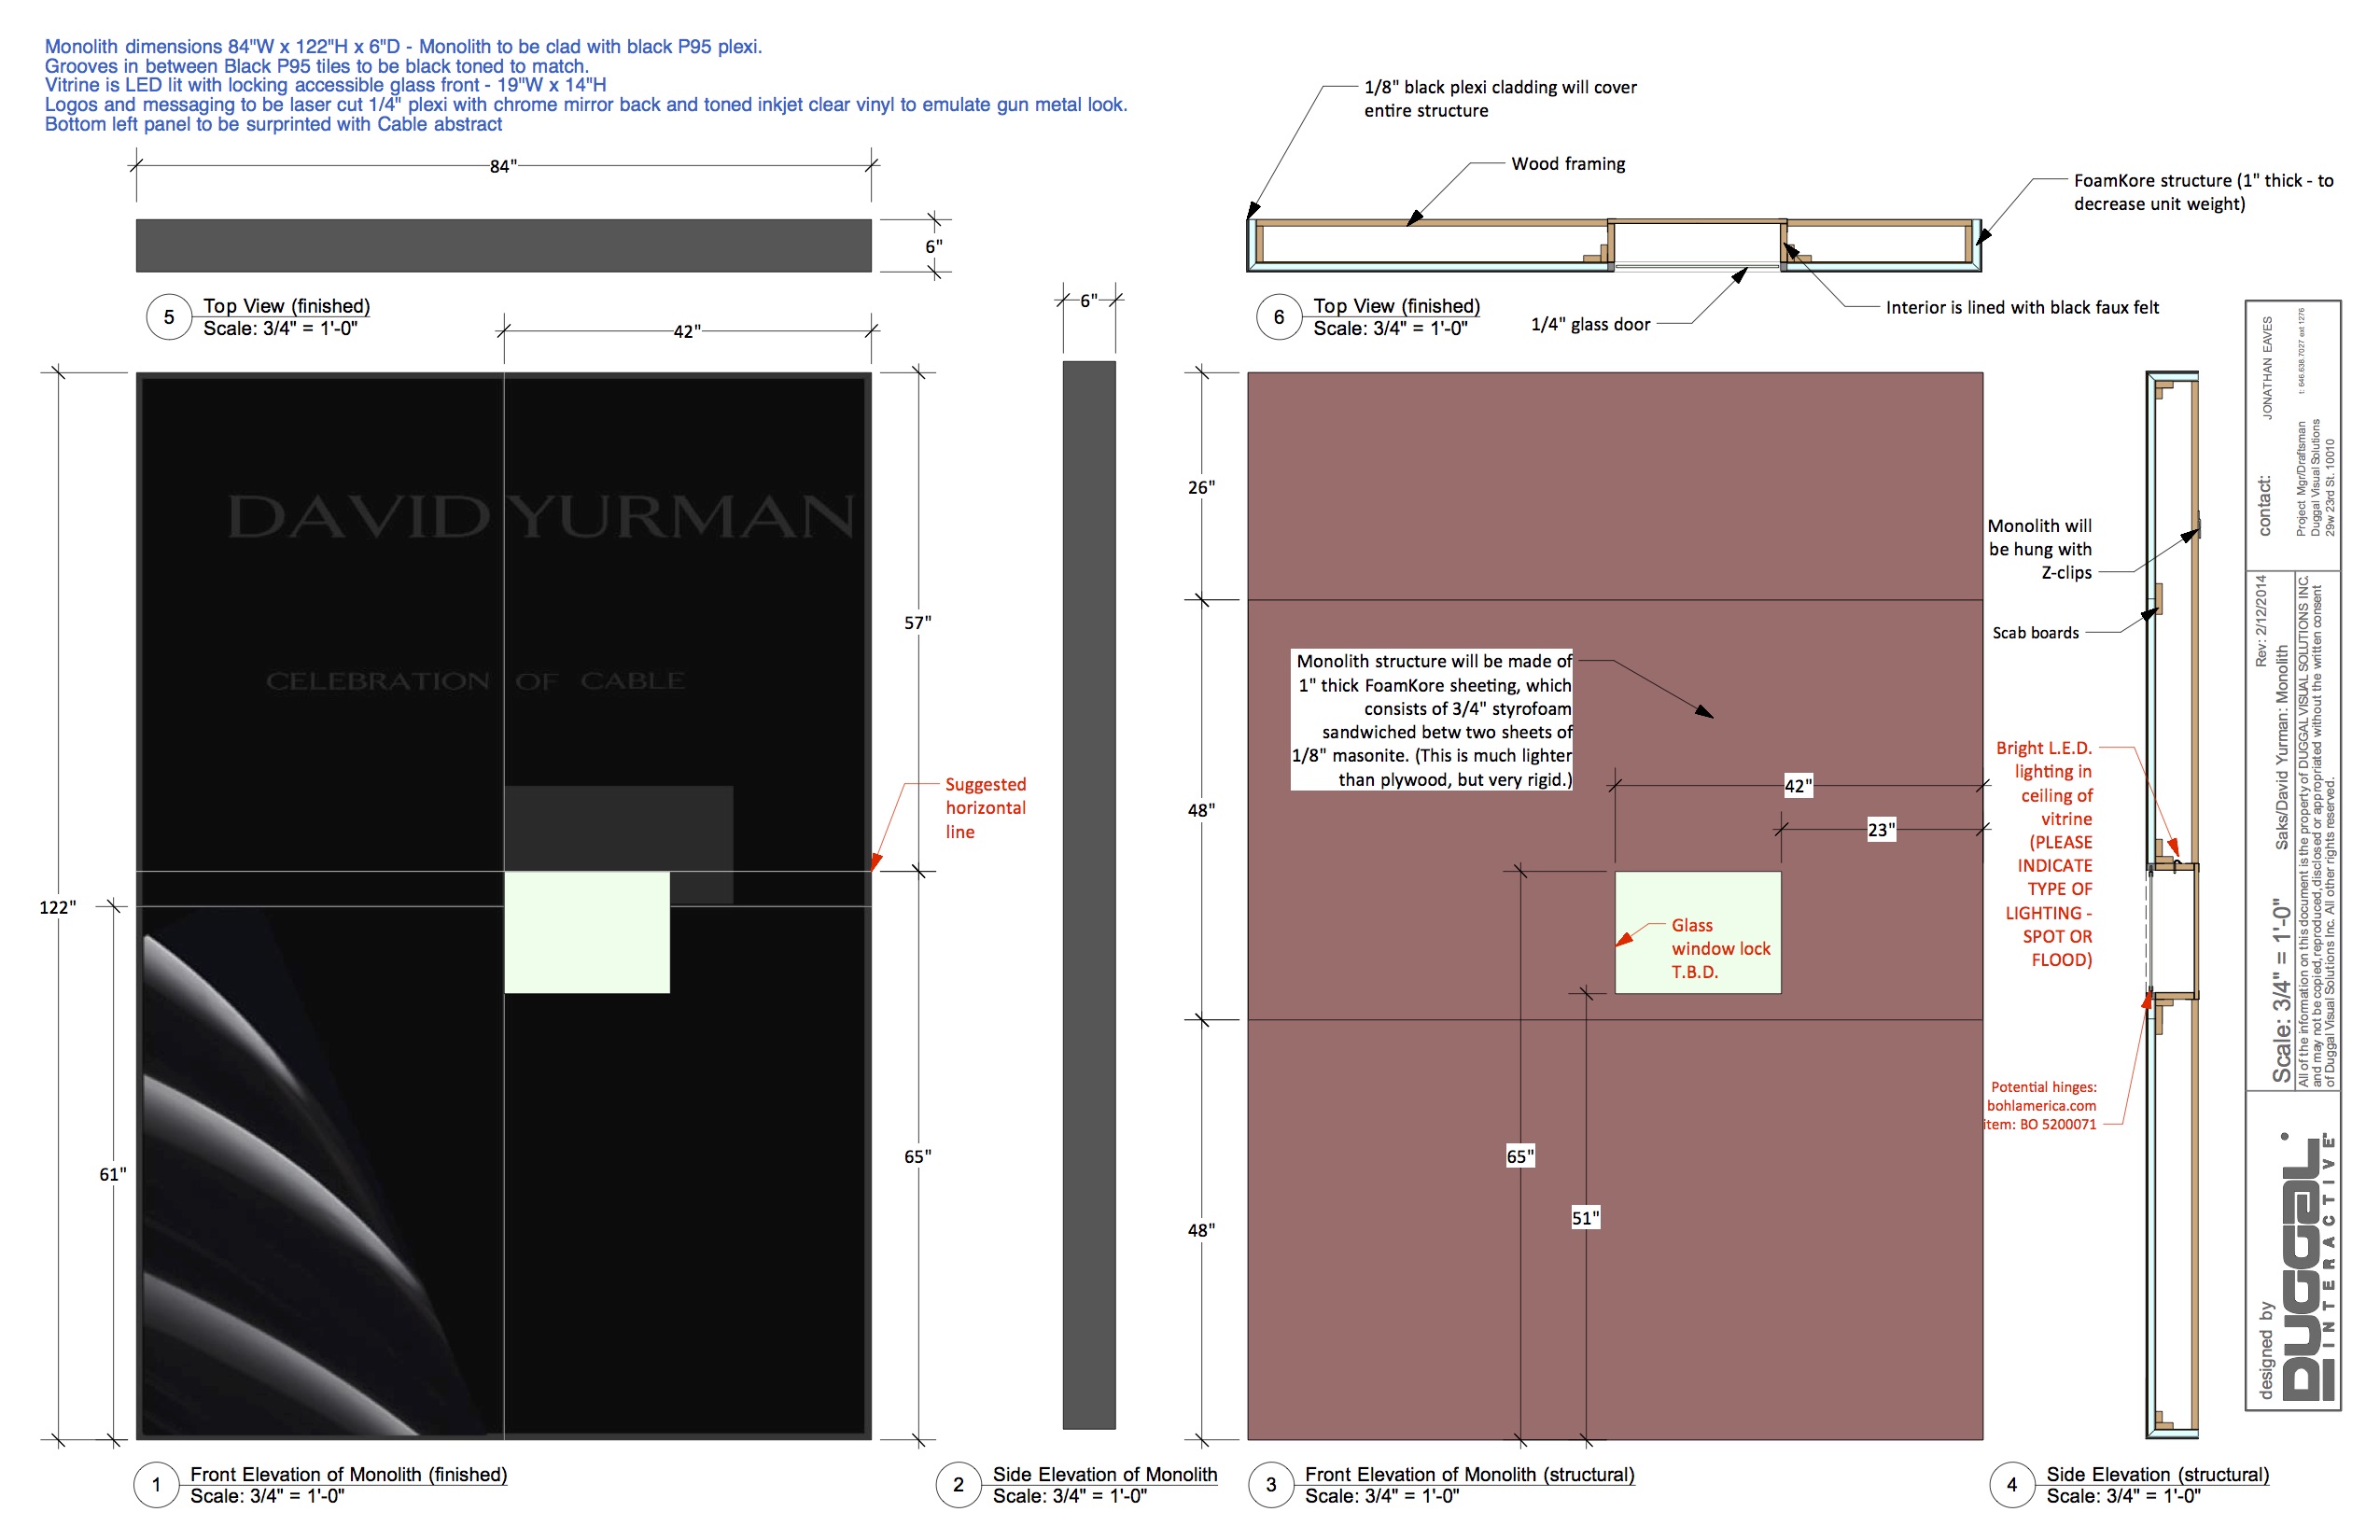 Monolith dimensions 84"W x 122"H x 6"D - Monolith to be clad with black P95 plexi.
Grooves in between Black P95 tiles to be black toned to match.
Vitrine is LED lit with locking accessible glass front - 19"W x 14"H
Logos and messaging to be laser cut 1/4" plexi with chrome mirror back and toned inkjet clear vinyl to emulate gun metal look.
Bottom left panel to be surprinted with Cable abstract
84"
6"
5
Top View (finished)
Scale: 3/4" = 1'-0"
42"
122"
61"
57"
65"
DAVID YURMAN
CELEBRATION OF CABLE
Suggested
horizontal
line
1
Front Elevation of Monolith (finished)
Scale: 3/4" = 1'-0"
6"
2
Side Elevation of Monolith
Scale: 3/4" = 1'-0"
1/8" black plexi cladding will cover
entire structure
Wood framing
FoamKore structure (1" thick - to
decrease unit weight)
6
Top View (finished)
Scale: 3/4" = 1'-0"
1/4" glass door
Interior is lined with black faux felt
26"
48"
48"
Monolith structure will be made of
1" thick FoamKore sheeting, which
consists of 3/4" styrofoam
sandwiched betw two sheets of
1/8" masonite. (This is much lighter
than plywood, but very rigid.)
42"
23"
Glass
window lock
T.B.D.
65"
51"
3
Front Elevation of Monolith (structural)
Scale: 3/4" = 1'-0"
Monolith will
be hung with
Z-clips
Scab boards
Bright L.E.D.
lighting in
ceiling of
vitrine
(PLEASE
INDICATE
TYPE OF
LIGHTING -
SPOT OR
FLOOD)
Potential hinges:
bohlamerica.com
item: BO 5200071
4
Side Elevation (structural)
Scale: 3/4" = 1'-0"
contact:
JONATHAN EAVES
Project Mgr/Draftsman
t: 646.638.7027 ext 1276
Duggal Visual Solutions
29w 23rd St. 10010
Rev: 2/12/2014
Scale: 3/4" = 1'-0"
Saks/David Yurman: Monolith
All of the information on this document is the property of DUGGAL VISUAL SOLUTIONS INC.
and may not be copied, reproduced, disclosed or appropriated without the written consent
of Duggal Visual Solutions Inc. All other rights reserved.
designed by
DUGGAL
INTERACTIVE